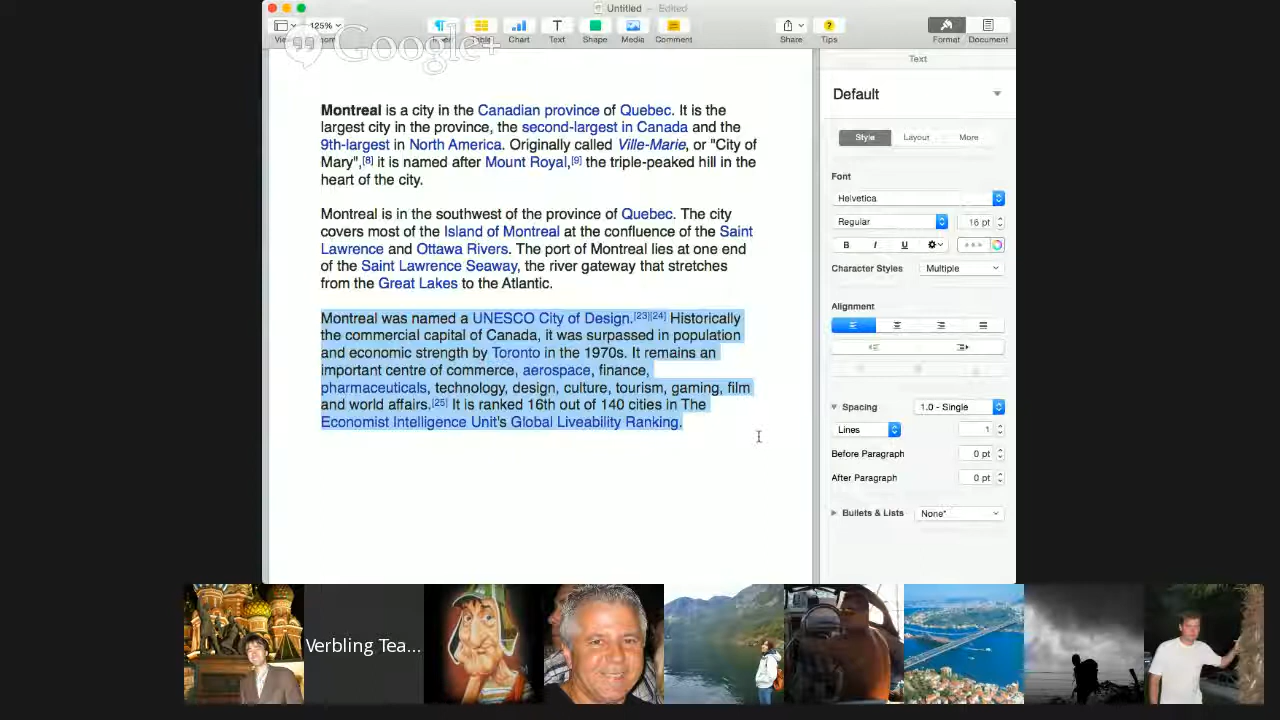 Untitled — Edited
125%
Chart
Text
Shape
Media
Comment
Share
Tips
Format
Document
Google+
Text
Montreal is a city in the Canadian province of Quebec. It is the
largest city in the province, the second-largest in Canada and the
9th-largest in North America. Originally called Ville-Marie, or "City of
Mary",[8] it is named after Mount Royal,[9] the triple-peaked hill in the
heart of the city.
Montreal is in the southwest of the province of Quebec. The city
covers most of the Island of Montreal at the confluence of the Saint
Lawrence and Ottawa Rivers. The port of Montreal lies at one end
of the Saint Lawrence Seaway, the river gateway that stretches
from the Great Lakes to the Atlantic.
Montreal was named a UNESCO City of Design.[23][24] Historically
the commercial capital of Canada, it was surpassed in population
and economic strength by Toronto in the 1970s. It remains an
important centre of commerce, aerospace, finance,
pharmaceuticals, technology, design, culture, tourism, gaming, film
and world affairs.[25] It is ranked 16th out of 140 cities in The
Economist Intelligence Unit's Global Liveability Ranking.
Default
Style Layout More
Font
Helvetica
Regular 16 pt
B I U
Character Styles Multiple
Alignment
Spacing 1.0 - Single
Lines 1
Before Paragraph 0 pt
After Paragraph 0 pt
Bullets & Lists None*
Verbling Tea...